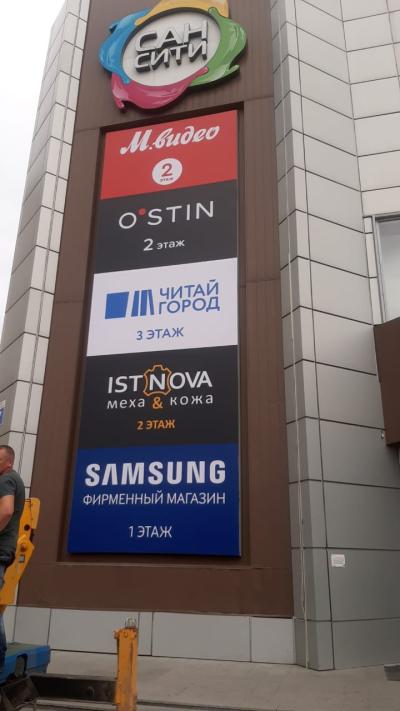 САН
СИТИ
М.видео
2
ЭТАЖ
O'STIN
2 этаж
ЧИТАЙ
ГОРОД
3 ЭТАЖ
ISTNOVA
меха & кожа
2 ЭТАЖ
SAMSUNG
ФИРМЕННЫЙ МАГАЗИН
1 ЭТАЖ